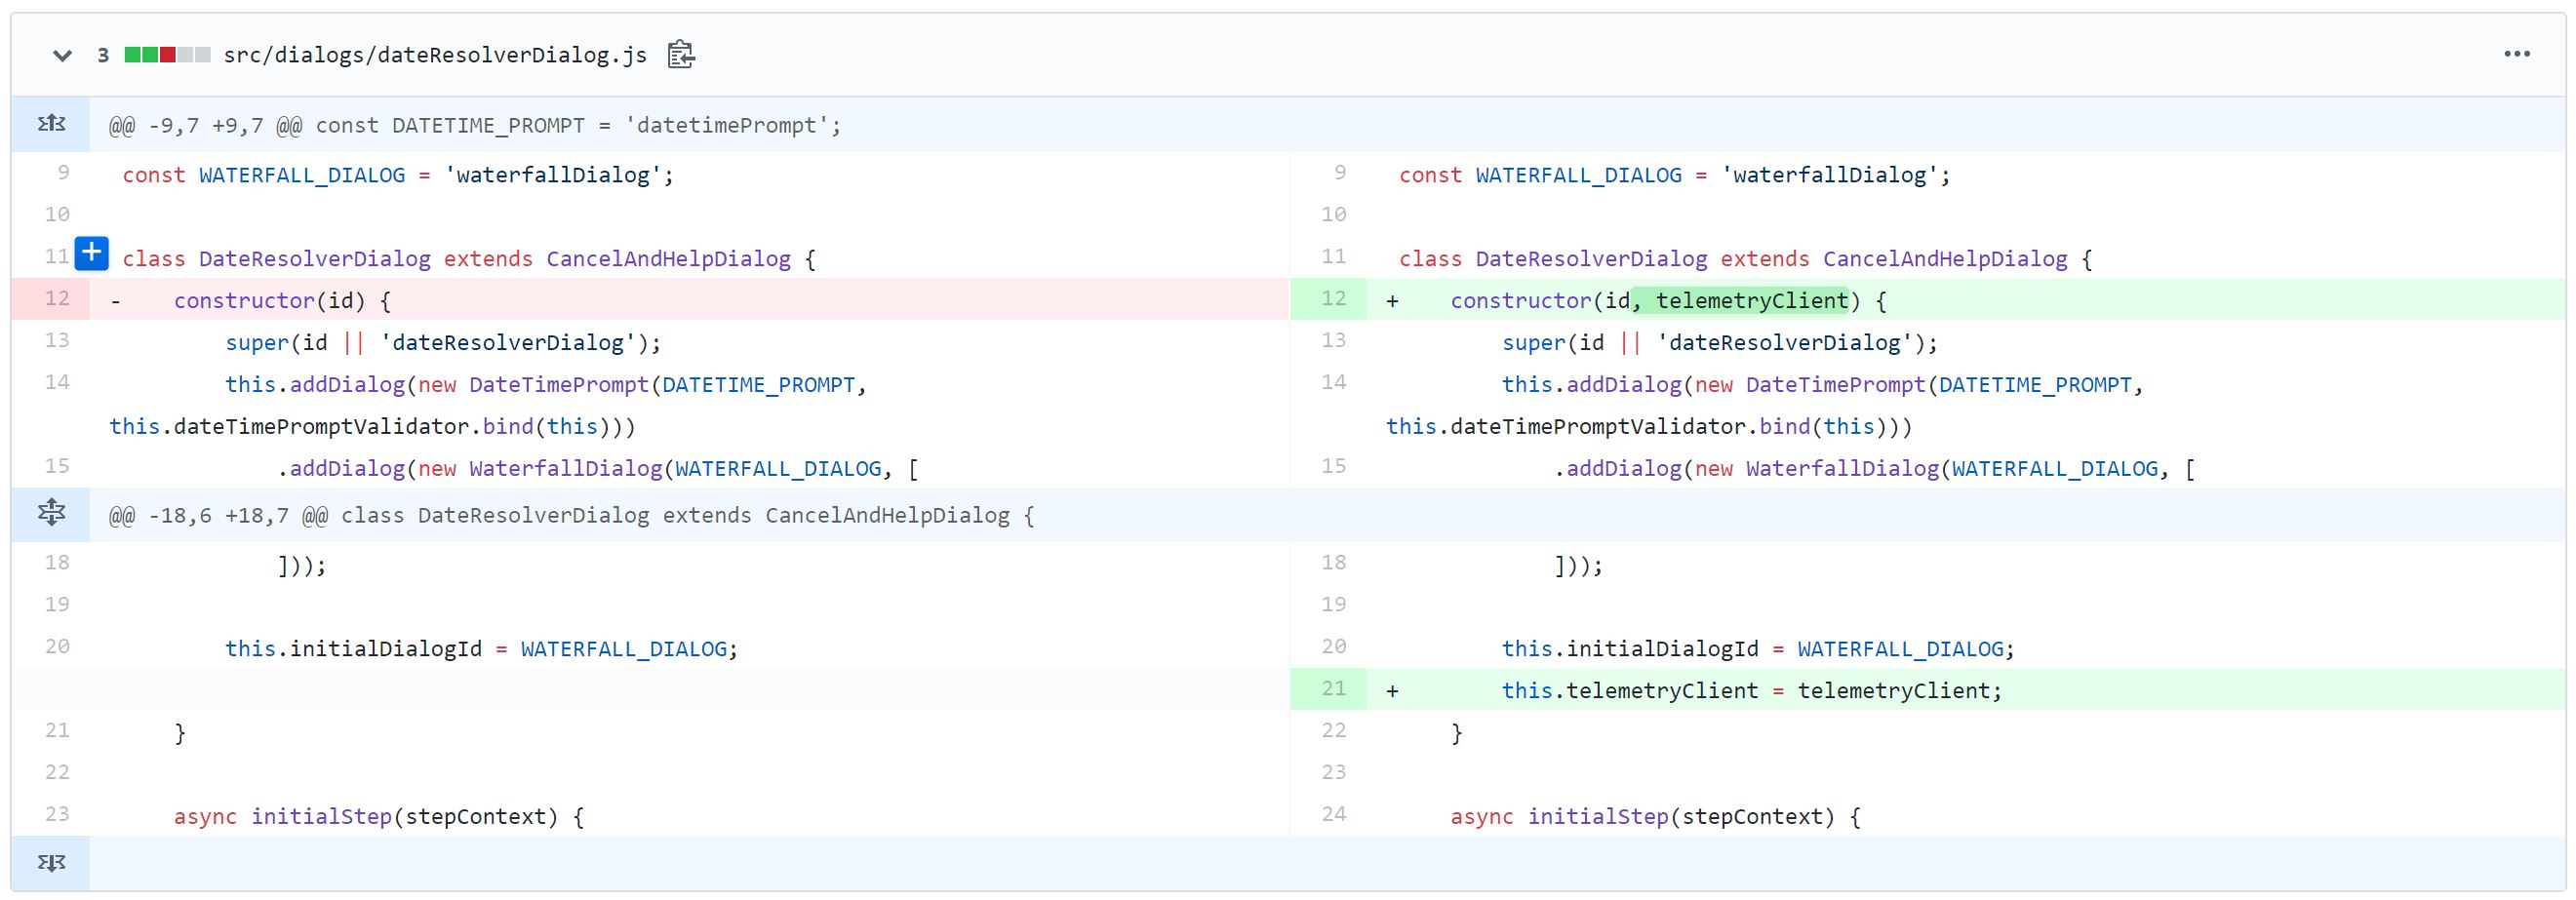 3 src/dialogs/dateResolverDialog.js
@@ -9,7 +9,7 @@ const DATETIME_PROMPT = 'datetimePrompt';
9 const WATERFALL_DIALOG = 'waterfallDialog'; 9 const WATERFALL_DIALOG = 'waterfallDialog';
10 10
11 class DateResolverDialog extends CancelAndHelpDialog { 11 class DateResolverDialog extends CancelAndHelpDialog {
12 - constructor(id) { 12 + constructor(id, telemetryClient) {
13 super(id || 'dateResolverDialog'); 13 super(id || 'dateResolverDialog');
14 this.addDialog(new DateTimePrompt(DATETIME_PROMPT, 14 this.addDialog(new DateTimePrompt(DATETIME_PROMPT,
this.dateTimePromptValidator.bind(this))) this.dateTimePromptValidator.bind(this)))
15 .addDialog(new WaterfallDialog(WATERFALL_DIALOG, [ 15 .addDialog(new WaterfallDialog(WATERFALL_DIALOG, [
@@ -18,6 +18,7 @@ class DateResolverDialog extends CancelAndHelpDialog {
18 ])); 18 ]));
19 19
20 this.initialDialogId = WATERFALL_DIALOG; 20 this.initialDialogId = WATERFALL_DIALOG;
21 + this.telemetryClient = telemetryClient;
21 } 22 }
22 23
23 async initialStep(stepContext) { 24 async initialStep(stepContext) {